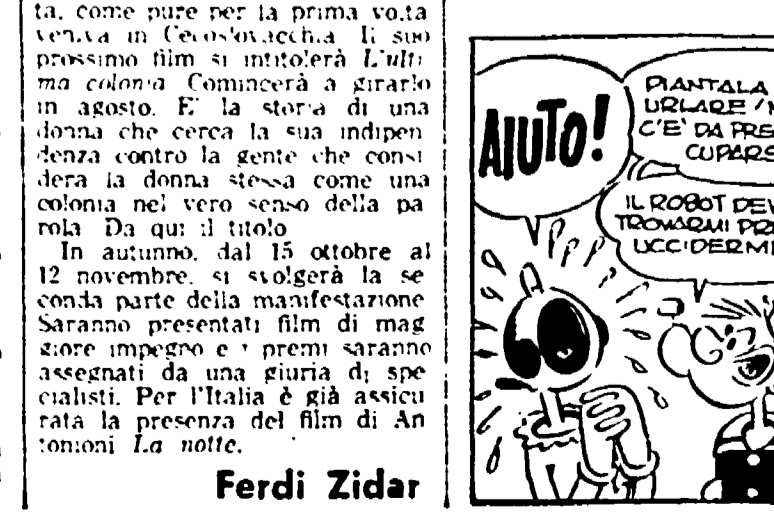 ta, come pure per la prima volta
veniva in Cecoslovacchia. Il suo
prossimo film si intitolerà L'ulti
ma colonia Comincerà a girarlo
in agosto. E' la storia di una
donna che cerca la sua indipen
denza contro la gente che consi
dera la donna stessa come una
colonia nel vero senso della pa
rola Da qui il titolo
In autunno, dal 15 ottobre al
12 novembre, si svolgerà la se
conda parte della manifestazione
Saranno presentati film di mag
giore impegno e i premi saranno
assegnati da una giuria di spe
cialisti. Per l'Italia è già assicu
rata la presenza del film di An
tonioni La notte.
Ferdi Zidar
AIUTO!
PIANTALA
URLARE!
C'E' DA PRE
CUPARS
IL ROBOT DEV
TROVARMI PRI
UCCIDERMI